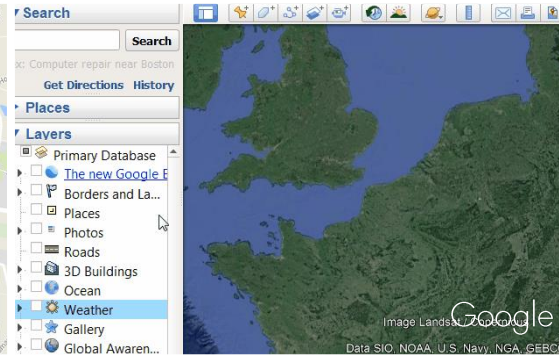 Search
Search
ex: Computer repair near Boston
Get Directions History
Places
Layers
Primary Database
The new Google E
Borders and La...
Places
Photos
Roads
3D Buildings
Ocean
Weather
Gallery
Global Awaren...
Google
Image Landsat / Copernicus
Data SIO, NOAA, U.S. Navy, NGA, GEBC